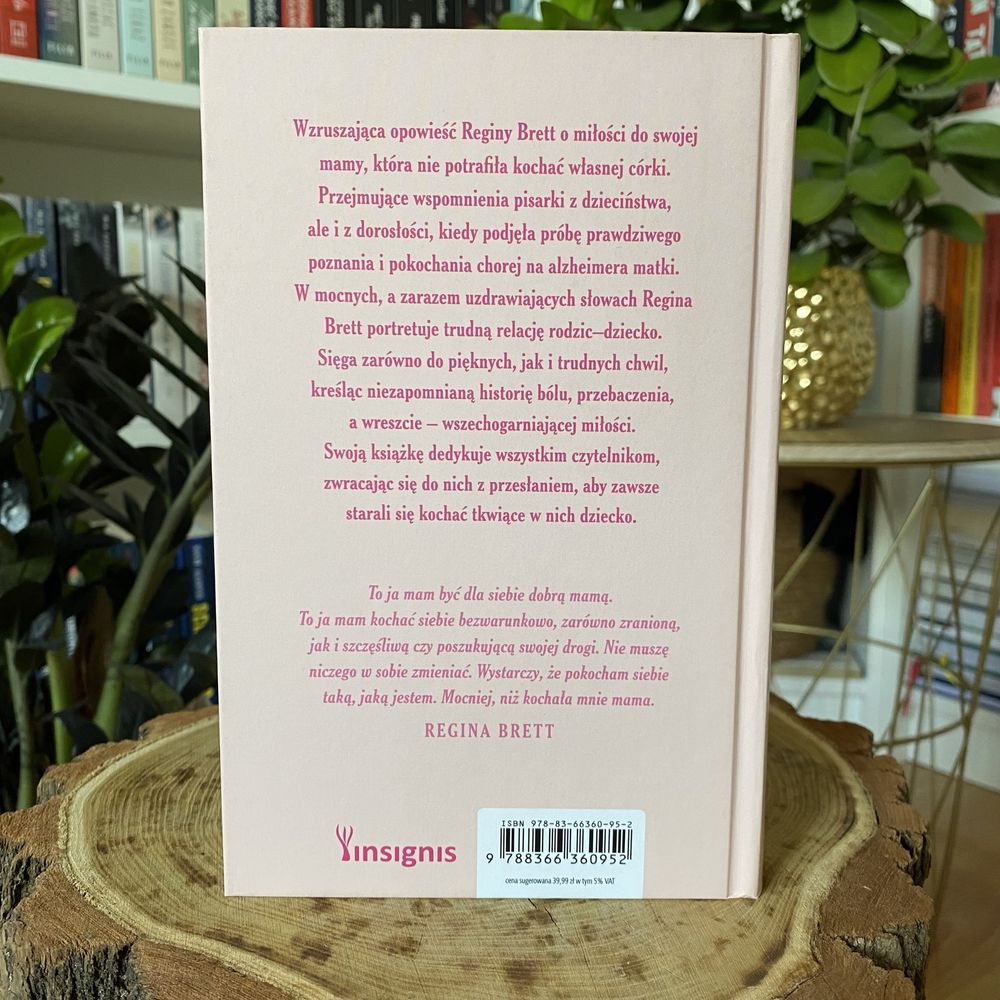 Wzruszająca opowieść Reginy Brett o miłości do swojej
mamy, która nie potrafiła kochać własnej córki.
Przejmujące wspomnienia pisarki z dzieciństwa,
ale i z dorosłości, kiedy podjęła próbę prawdziwego
poznania i pokochania chorej na alzheimera matki.
W mocnych, a zarazem uzdrawiających słowach Regina
Brett portretuje trudną relację rodzic–dziecko.
Sięga zarówno do pięknych, jak i trudnych chwil,
kreśląc niezapomnianą historię bólu, przebaczenia,
a wreszcie – wszechogarniającej miłości.
Swoją książkę dedykuje wszystkim czytelnikom,
zwracając się do nich z przesłaniem, aby zawsze
starali się kochać tkwiące w nich dziecko.
To ja mam być dla siebie dobrą mamą.
To ja mam kochać siebie bezwarunkowo, zarówno zranioną,
jak i szczęśliwą czy poszukującą swojej drogi. Nie muszę
niczego w sobie zmieniać. Wystarczy, że pokocham siebie
taką, jaką jestem. Mocniej, niż kochała mnie mama.
REGINA BRETT
insignis
ISBN 978-83-66360-95-2
9 788366 360952
cena sugerowana 39,99 zł w tym 5% VAT